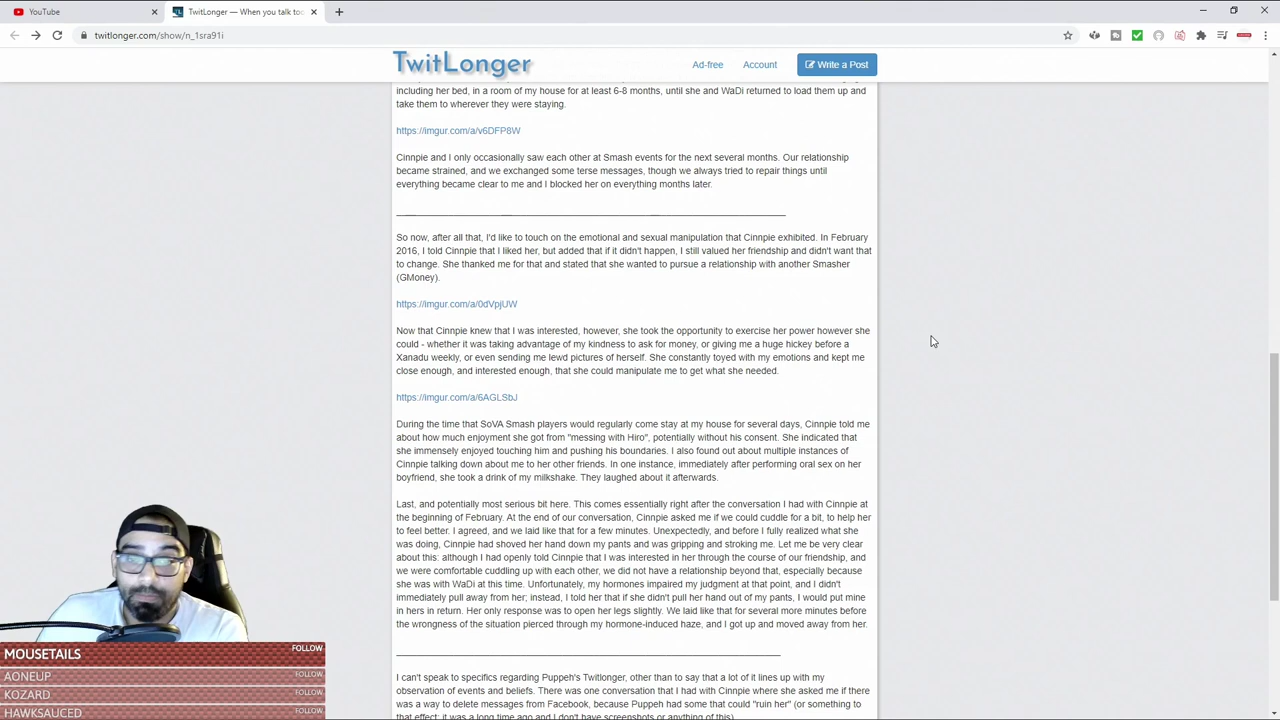 YouTube
TwitLonger — When you talk too
twitlonger.com/show/n_1sra91i
TwitLonger
Ad-free
Account
Write a Post
including her bed, in a room of my house for at least 6-8 months, until she and WaDi returned to load them up and
take them to wherever they were staying.
https://imgur.com/a/v6DFP8W
Cinnpie and I only occasionally saw each other at Smash events for the next several months. Our relationship
became strained, and we exchanged some terse messages, though we always tried to repair things until
everything became clear to me and I blocked her on everything months later.
So now, after all that, I'd like to touch on the emotional and sexual manipulation that Cinnpie exhibited. In February
2016, I told Cinnpie that I liked her, but added that if it didn't happen, I still valued her friendship and didn't want that
to change. She thanked me for that and stated that she wanted to pursue a relationship with another Smasher
(GMoney).
https://imgur.com/a/0dVpjUW
Now that Cinnpie knew that I was interested, however, she took the opportunity to exercise her power however she
could - whether it was taking advantage of my kindness to ask for money, or giving me a huge hickey before a
Xanadu weekly, or even sending me lewd pictures of herself. She constantly toyed with my emotions and kept me
close enough, and interested enough, that she could manipulate me to get what she needed.
https://imgur.com/a/6AGLSbJ
During the time that SoVA Smash players would regularly come stay at my house for several days, Cinnpie told me
about how much enjoyment she got from "messing with Hiro", potentially without his consent. She indicated that
she immensely enjoyed touching him and pushing his boundaries. I also found out about multiple instances of
Cinnpie talking down about me to her other friends. In one instance, immediately after performing oral sex on her
boyfriend, she took a drink of my milkshake. They laughed about it afterwards.
Last, and potentially most serious bit here. This comes essentially right after the conversation I had with Cinnpie at
the beginning of February. At the end of our conversation, Cinnpie asked me if we could cuddle for a bit, to help her
to feel better. I agreed, and we laid like that for a few minutes. Unexpectedly, and before I fully realized what she
was doing, Cinnpie had shoved her hand down my pants and was gripping and stroking me. Let me be very clear
about this: although I had openly told Cinnpie that I was interested in her through the course of our friendship, and
we were comfortable cuddling up with each other, we did not have a relationship beyond that, especially because
she was with WaDi at this time. Unfortunately, my hormones impaired my judgment at that point, and I didn't
immediately pull away from her; instead, I told her that if she didn't pull her hand out of my pants, I would put mine
in hers in return. Her only response was to open her legs slightly. We laid like that for several more minutes before
the wrongness of the situation pierced through my hormone-induced haze, and I got up and moved away from her.
I can't speak to specifics regarding Puppeh's Twitlonger, other than to say that a lot of it lines up with my
observation of events and beliefs. There was one conversation that I had with Cinnpie where she asked me if there
was a way to delete messages from Facebook, because Puppeh had some that could "ruin her" (or something to
that effect; it was a long time ago and I don't have screenshots or anything of this).
MOUSETAILS FOLLOW
AONEUP FOLLOW
KOZARD FOLLOW
HAWKSAUCED FOLLOW